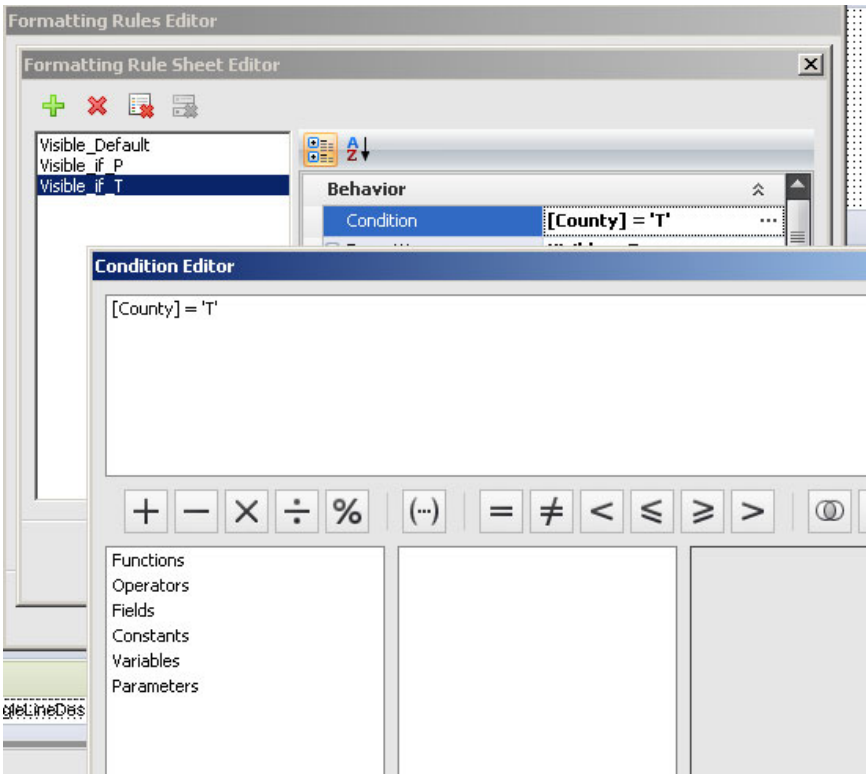 Formatting Rules Editor
Formatting Rule Sheet Editor
Visible_Default
Visible_if_P
Visible_if_T
Behavior
Condition [County] = 'T' ...
Condition Editor
[County] = 'T'
+ − × ÷ % (...) = ≠ < ≤ ≥ >
Functions
Operators
Fields
Constants
Variables
Parameters
gleLineDes